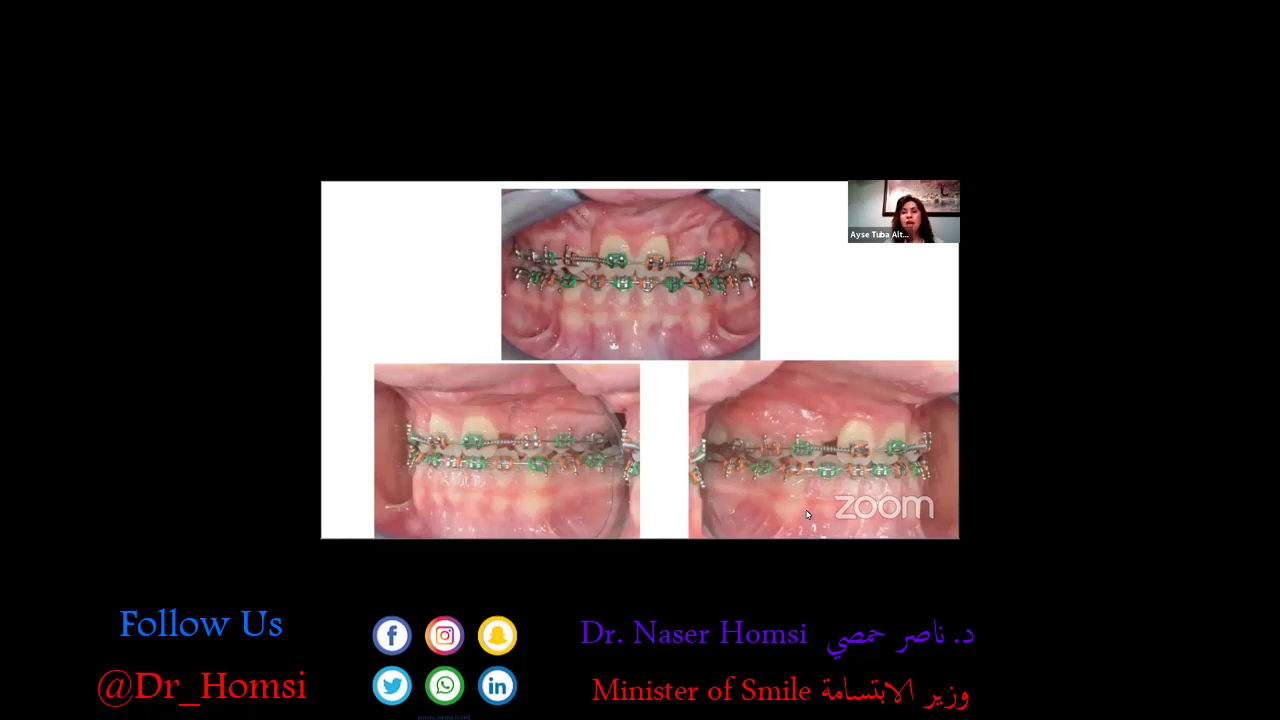 Ayse Tuba Alt...
zoom
Follow Us
@Dr_Homsi
Dr. Naser Homsi د. ناصر حمصي
Minister of Smile وزير الابتسامة